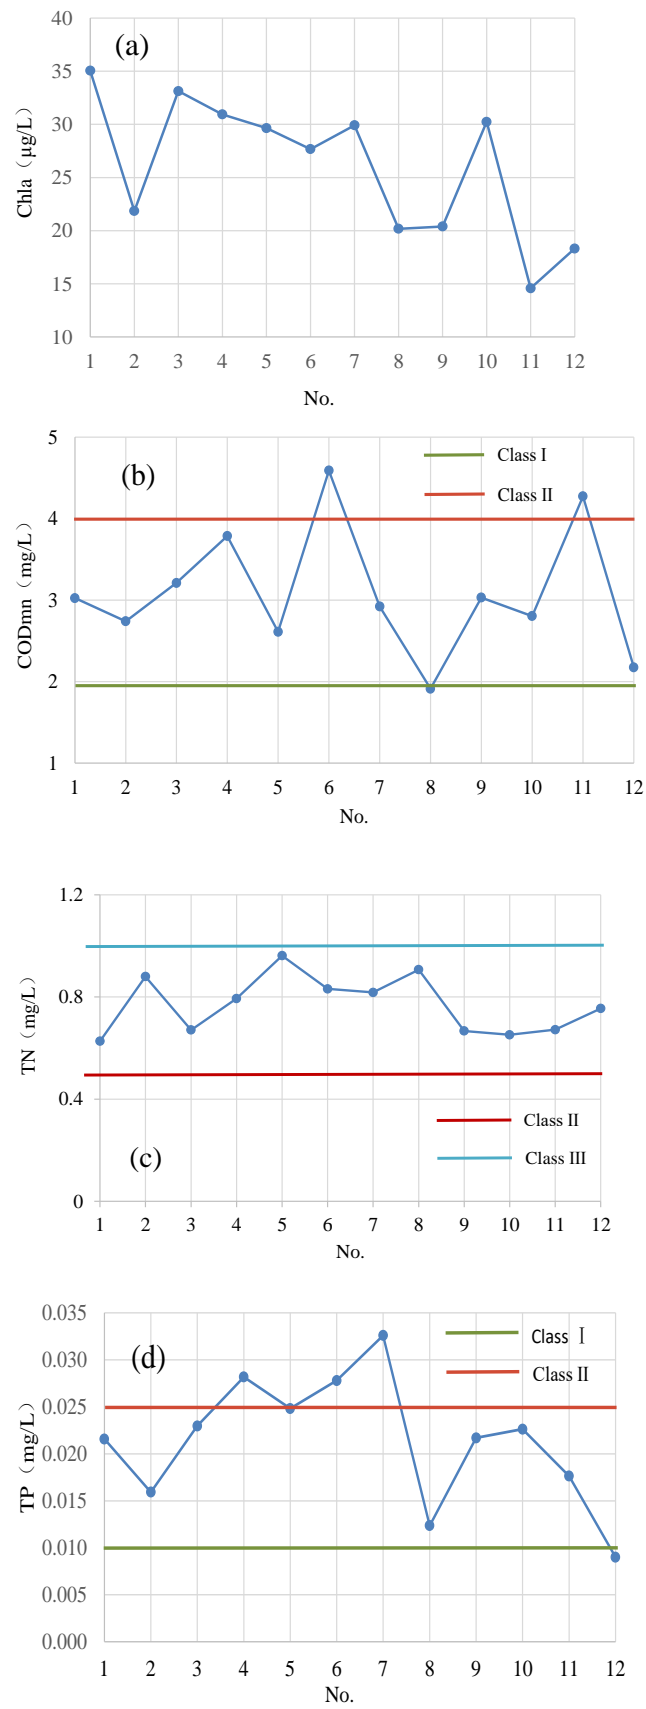 (a)
40
35
30
25
20
15
10
Chla（μg/L）
1 2 3 4 5 6 7 8 9 10 11 12
No.
(b)
5
4
3
2
1
CODmn（mg/L）
Class I
Class II
1 2 3 4 5 6 7 8 9 10 11 12
No.
1.2
0.8
0.4
0
TN（mg/L）
Class II
Class III
(c)
1 2 3 4 5 6 7 8 9 10 11 12
No.
(d)
0.035
0.030
0.025
0.020
0.015
0.010
0.005
0.000
TP（mg/L）
Class Ⅰ
Class II
1 2 3 4 5 6 7 8 9 10 11 12
No.